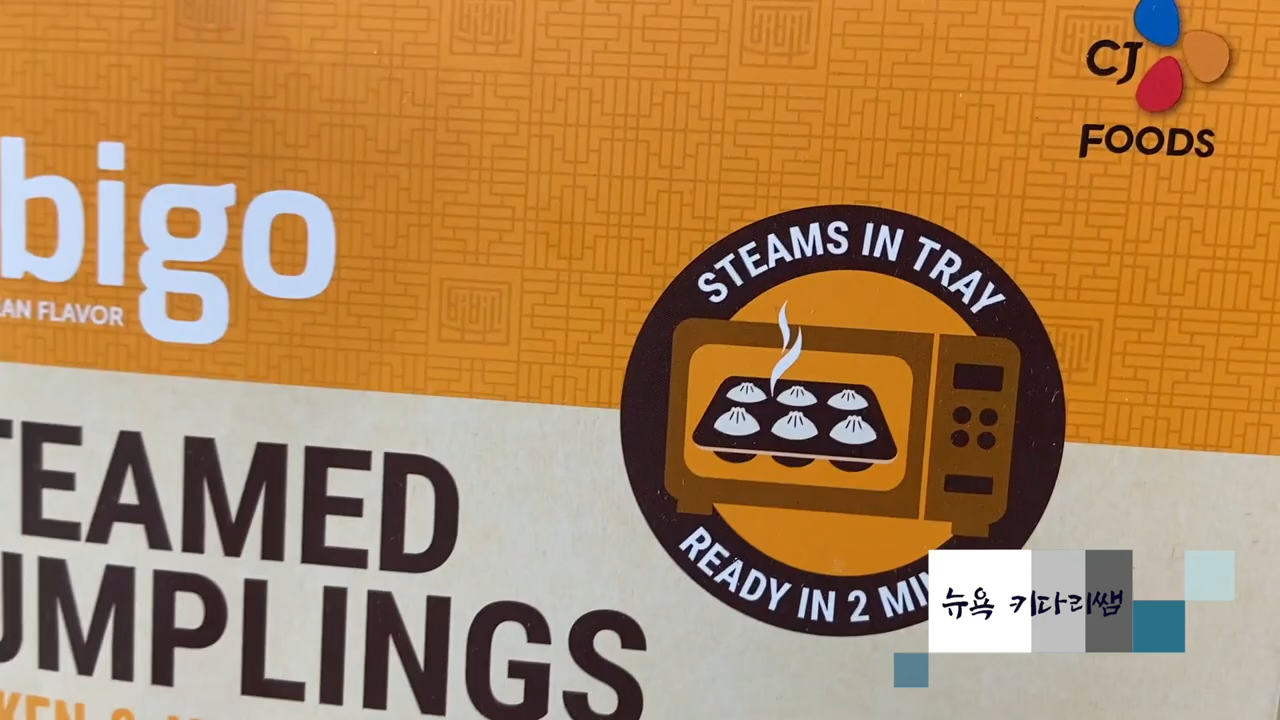 CJ
FOODS
bigo
AN FLAVOR
STEAMS IN TRAY
TEAMED
UMPLINGS
READY IN 2 MIN
뉴욕 키다리쌤